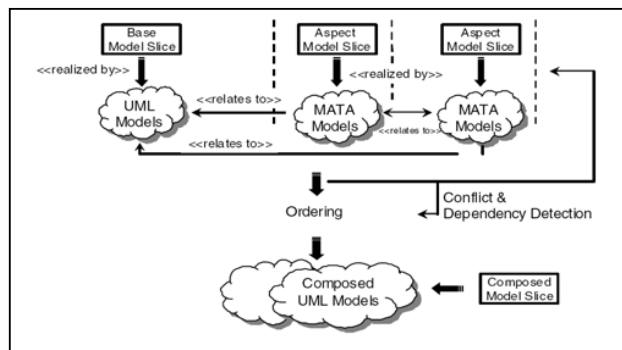 Base
Model Slice
Aspect
Model Slice
Aspect
Model Slice
<<realized by>>
<<realized by>>
UML
Models
<<relates to>>
MATA
Models
<<relates to>>
MATA
Models
<<relates to>>
Ordering
Conflict &
Dependency Detection
Composed
UML Models
Composed
Model Slice